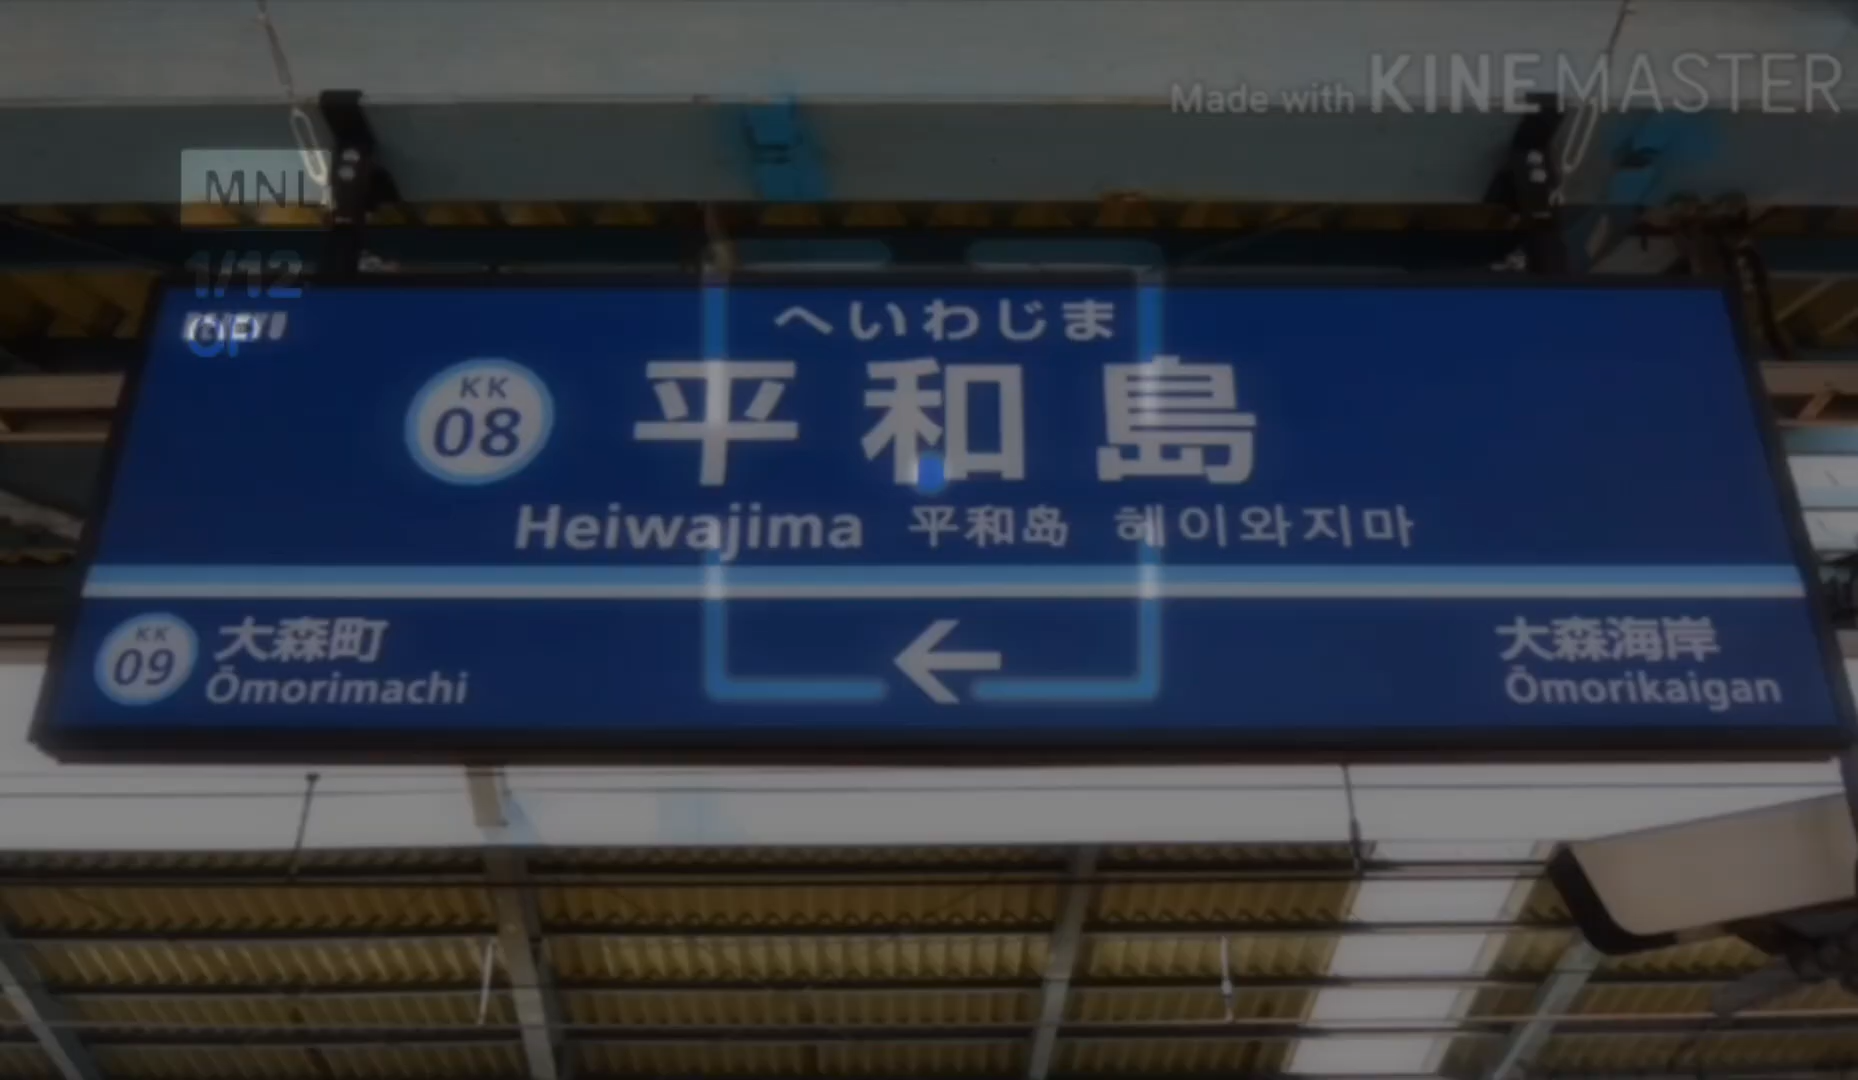 Made with KINEMASTER
MNL
1/12
へいわじま
KK
08
平和島
Heiwajima 平和岛 헤이와지마
KK
09
大森町
Ōmorimachi
大森海岸
Ōmorikaigan